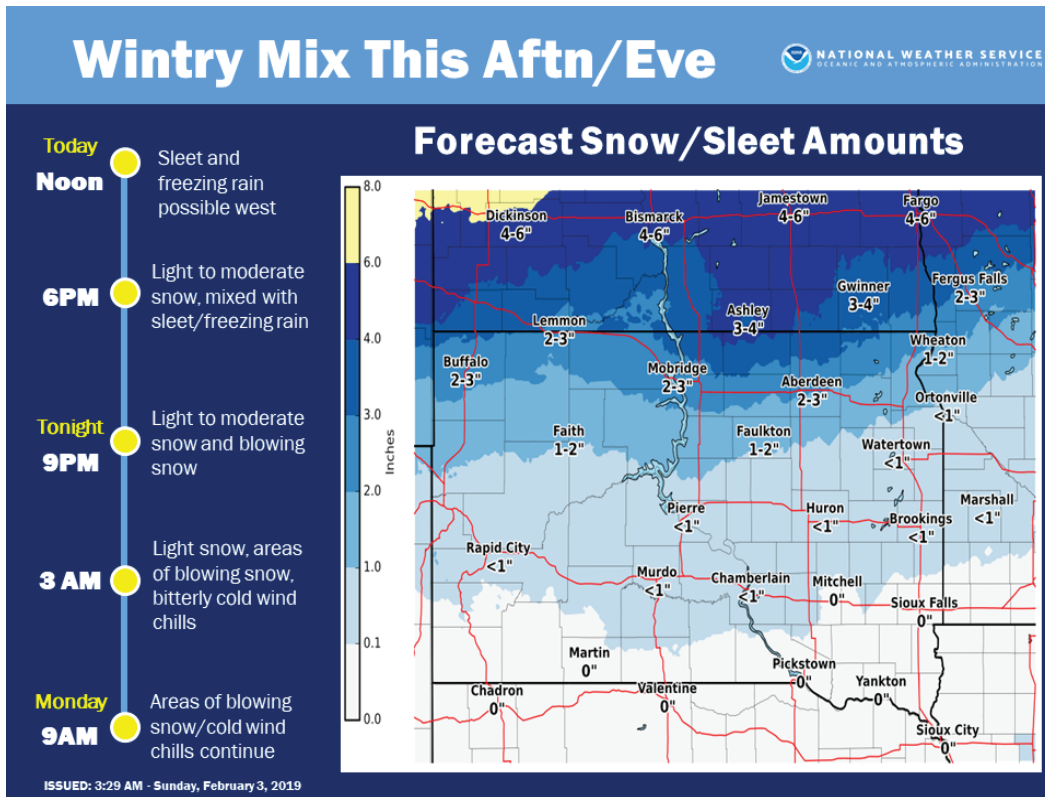 Wintry Mix This Aftn/Eve
NATIONAL WEATHER SERVICE
OCEANIC AND ATMOSPHERIC ADMINISTRATION
Today
Noon
Sleet and
freezing rain
possible west
6PM
Light to moderate
snow, mixed with
sleet/freezing rain
Tonight
9PM
Light to moderate
snow and blowing
snow
3 AM
Light snow, areas
of blowing snow,
bitterly cold wind
chills
Monday
9AM
Areas of blowing
snow/cold wind
chills continue
ISSUED: 3:29 AM - Sunday, February 3, 2019
Forecast Snow/Sleet Amounts
8.0
6.0
4.0
3.0
2.0
1.0
0.1
0.0
Inches
Dickinson
4-6"
Bismarck
4-6"
Jamestown
4-6"
Fargo
4-6"
Ashley
3-4"
Gwinner
3-4"
Fergus Falls
2-3"
Lemmon
2-3"
Buffalo
2-3"
Mobridge
2-3"
Aberdeen
2-3"
Wheaton
1-2"
Ortonville
<1"
Faith
1-2"
Faulkton
1-2"
Watertown
<1"
Pierre
<1"
Huron
<1"
Brookings
<1"
Marshall
<1"
Rapid City
<1"
Murdo
<1"
Chamberlain
<1"
Mitchell
0"
Sioux Falls
0"
Martin
0"
Pickstown
0"
Yankton
0"
Chadron
0"
Valentine
0"
Sioux City
0"